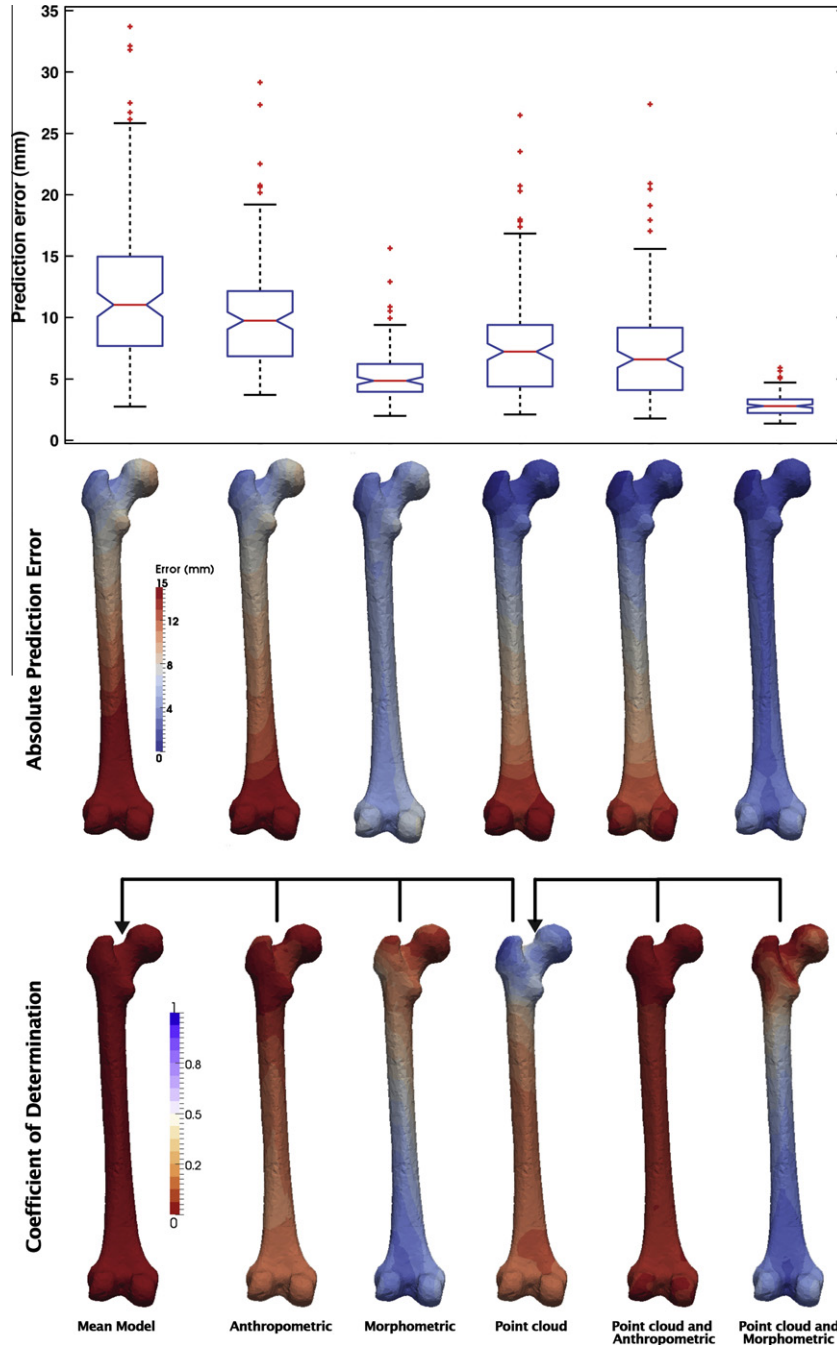 35
30
25
20
15
10
5
0
Prediction error (mm)
Absolute Prediction Error
Error (mm)
15
12
8
4
0
Coefficient of Determination
1
0.8
0.5
0.2
0
Mean Model
Anthropometric
Morphometric
Point cloud
Point cloud and
Anthropometric
Point cloud and
Morphometric